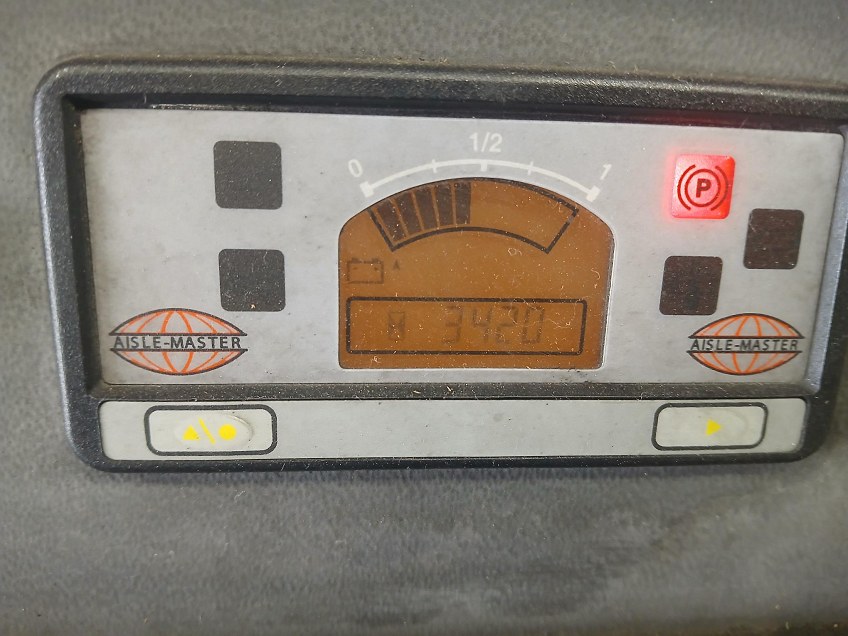 0 1/2 1
P
3420
AISLE-MASTER
AISLE-MASTER